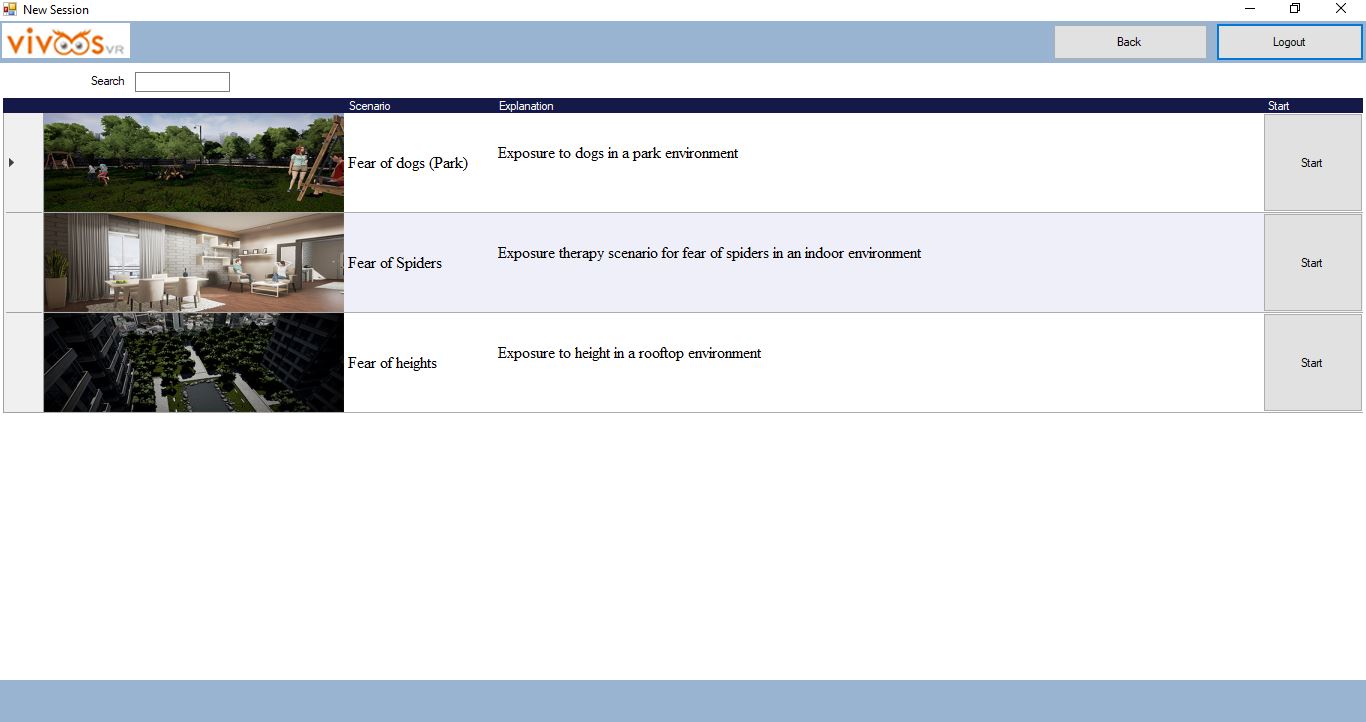 New Session
vivoosVR
Back
Logout
Search
Scenario Explanation Start
Fear of dogs (Park) Exposure to dogs in a park environment Start
Fear of Spiders Exposure therapy scenario for fear of spiders in an indoor environment Start
Fear of heights Exposure to height in a rooftop environment Start